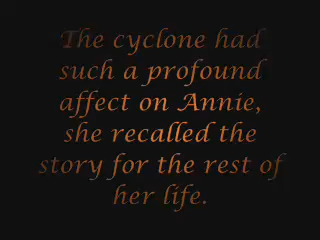 The cyclone had
such a profound
affect on Annie,
she recalled the
story for the rest of
her life.